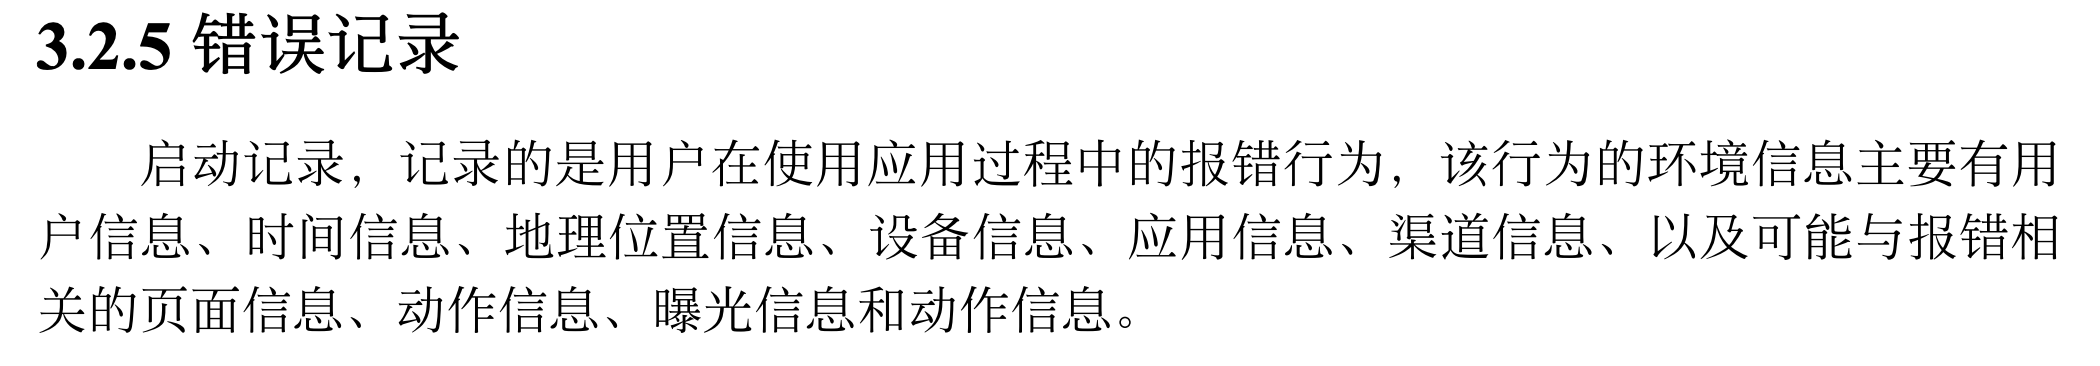 3.2.5 错误记录
启动记录，记录的是用户在使用应用过程中的报错行为，该行为的环境信息主要有用
户信息、时间信息、地理位置信息、设备信息、应用信息、渠道信息、以及可能与报错相
关的页面信息、动作信息、曝光信息和动作信息。